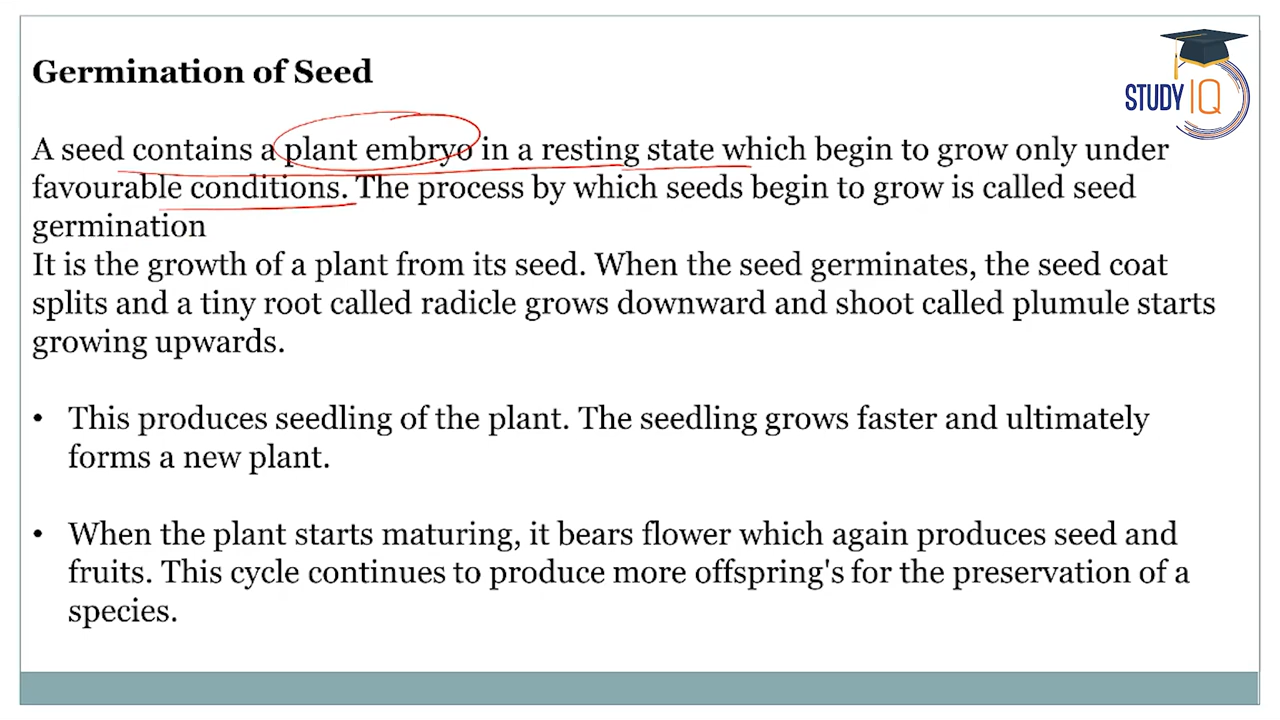 Germination of Seed
STUDY IQ
A seed contains a plant embryo in a resting state which begin to grow only under
favourable conditions. The process by which seeds begin to grow is called seed
germination
It is the growth of a plant from its seed. When the seed germinates, the seed coat
splits and a tiny root called radicle grows downward and shoot called plumule starts
growing upwards.
• This produces seedling of the plant. The seedling grows faster and ultimately
forms a new plant.
• When the plant starts maturing, it bears flower which again produces seed and
fruits. This cycle continues to produce more offspring's for the preservation of a
species.